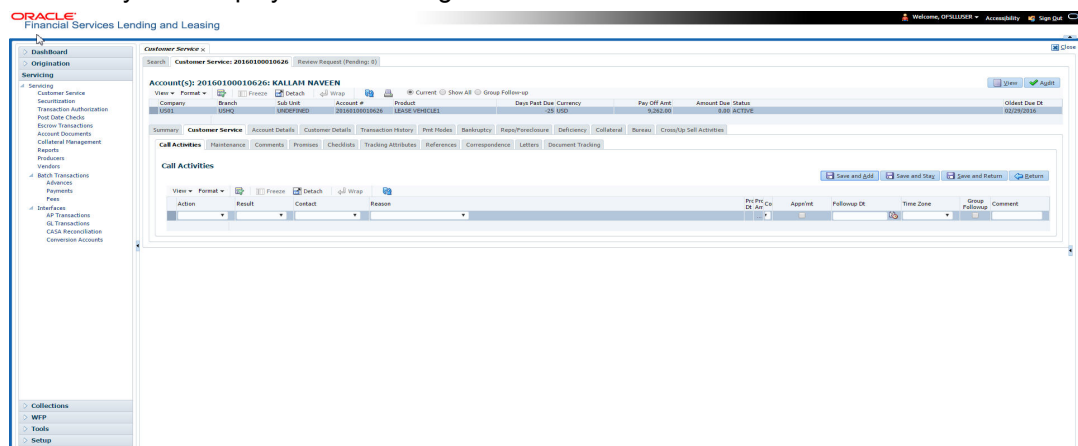 ORACLE
Financial Services Lending and Leasing
Welcome, OFSLLUSER Accessibility Sign Out
Close
DashBoard
Origination
Servicing
Servicing
Customer Service
Securitization
Transaction Authorization
Post Date Checks
Escrow Transactions
Account Documents
Collateral Management
Reports
Producers
Vendors
Batch Transactions
Advances
Payments
Fees
Interfaces
AP Transactions
GL Transactions
CASA Reconciliation
Conversion Accounts
Collections
WFP
Tools
Setup
Customer Service x
Search Customer Service: 20160100010626 Review Request (Pending: 0)
Account(s): 20160100010626: KALLAM NAVEEN
View Audit
View Format Freeze Detach Wrap Current Show All Group Follow-up
Company Branch Sub Unit Account # Product Days Past Due Currency Pay Off Amt Amount Due Status Oldest Due Dt
US01 USHQ UNDEFINED 20160100010626 LEASE VEHICLE1 -25 USD 9,262.00 0.00 ACTIVE 02/29/2016
Summary Customer Service Account Details Customer Details Transaction History Pmt Modes Bankruptcy Repo/Foreclosure Deficiency Collateral Bureau Cross/Up Sell Activities
Call Activities Maintenance Comments Promises Checklists Tracking Attributes References Correspondence Letters Document Tracking
Call Activities
Save and Add Save and Stay Save and Return Return
View Format Freeze Detach Wrap
Action Result Contact Reason Dt Co Appn'mt Followup Dt Time Zone Group Followup Comment